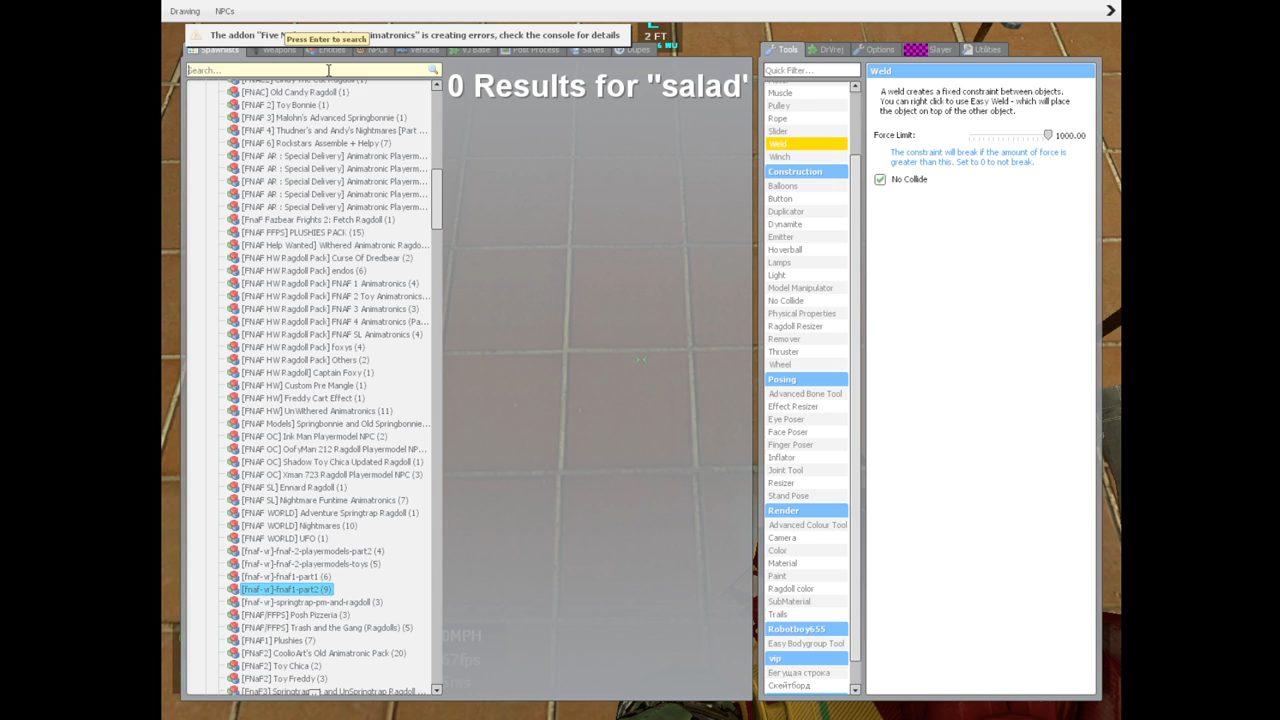 Drawing NPCs
The addon "Five
animatronics" is creating errors, check the console for details
Press Enter to search
2 FT
Spawnlists Weapons Entities NPCs Vehicles VJ Base Post Process Saves Dupes
Tools DrVrej Options Slayer Utilities
Search...
0 Results for "salad"
[FNAC] Old Candy Ragdoll (1)
[FNAF 2] Toy Bonnie (1)
[FNAF 3] Malohn's Advanced Springbonnie (1)
[FNAF 4] Thudner's and Andy's Nightmares [Part ...
[FNAF 6] Rockstars Assemble + Helpy (7)
[FNAF AR : Special Delivery] Animatronic Playerm...
[FNAF AR : Special Delivery] Animatronic Playerm...
[FNAF AR : Special Delivery] Animatronic Playerm...
[FNAF AR : Special Delivery] Animatronic Playerm...
[FNAF AR : Special Delivery] Animatronic Playerm...
[FnaF Fazbear Frights 2: Fetch Ragdoll (1)
[FNAF FFPS] PLUSHIES PACK (15)
[FNAF Help Wanted] Withered Animatronic Ragdo...
[FNAF HW Ragdoll Pack] Curse Of Dredbear (2)
[FNAF HW Ragdoll Pack] endos (6)
[FNAF HW Ragdoll Pack] FNAF 1 Animatronics (4)
[FNAF HW Ragdoll Pack] FNAF 2 Toy Animatronics...
[FNAF HW Ragdoll Pack] FNAF 3 Animatronics (3)
[FNAF HW Ragdoll Pack] FNAF 4 Animatronics (Pa...
[FNAF HW Ragdoll Pack] FNAF SL Animatronics (4)
[FNAF HW Ragdoll Pack] foxys (4)
[FNAF HW Ragdoll Pack] Others (2)
[FNAF HW Ragdoll] Captain Foxy (1)
[FNAF HW] Custom Pre Mangle (1)
[FNAF HW] Freddy Cart Effect (1)
[FNAF HW] UnWithered Animatronics (11)
[FNAF Models] Springbonnie and Old Springbonnie...
[FNAF OC] Ink Man Playermodel NPC (2)
[FNAF OC] OofyMan 212 Ragdoll Playermodel NP...
[FNAF OC] Shadow Toy Chica Updated Ragdoll (1)
[FNAF OC] Xman 723 Ragdoll Playermodel NPC (3)
[FNAF SL] Ennard Ragdoll (1)
[FNAF SL] Nightmare Funtime Animatronics (7)
[FNAF WORLD] Adventure Springtrap Ragdoll (1)
[FNAF WORLD] Nightmares (10)
[FNAF WORLD] UFO (1)
[fnaf-vr]-fnaf-2-playermodels-part2 (4)
[fnaf-vr]-fnaf-2-playermodels-toys (5)
[fnaf-vr]-fnaf1-part1 (6)
[fnaf-vr]-fnaf1-part2 (9)
[fnaf-vr]-springtrap-pm-and-ragdoll (3)
[FNAF/FFPS] Posh Pizzeria (3)
[FNAF/FFPS] Trash and the Gang (Ragdolls) (5)
[FNAF1] Plushies (7)
[FNaF2] CoolioArt's Old Animatronic Pack (20)
[FNaF2] Toy Chica (2)
[FNaF2] Toy Freddy (3)
[FnaF3] Springtrap and UnSpringtrap Ragdoll ...
0MPH
67fps
Quick Filter...
Muscle
Pulley
Rope
Slider
Weld
Winch
Construction
Balloons
Button
Duplicator
Dynamite
Emitter
Hoverball
Lamps
Light
Model Manipulator
No Collide
Physical Properties
Ragdoll Resizer
Remover
Thruster
Wheel
Posing
Advanced Bone Tool
Effect Resizer
Eye Poser
Face Poser
Finger Poser
Inflator
Joint Tool
Resizer
Stand Pose
Render
Advanced Colour Tool
Camera
Color
Material
Paint
Ragdoll color
SubMaterial
Trails
Robotboy655
Easy Bodygroup Tool
vip
Бегущая строка
Скейтборд
Weld
A weld creates a fixed constraint between objects.
You can right click to use Easy Weld - which will place
the object on top of the other object.
Force Limit: 1000.00
The constraint will break if the amount of force is
greater than this. Set to 0 to not break.
No Collide